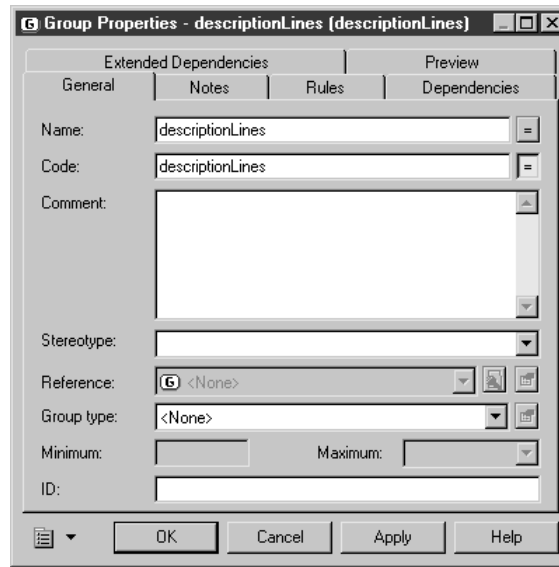 Group Properties - descriptionLines (descriptionLines)
Extended Dependencies Preview
General Notes Rules Dependencies
Name: descriptionLines =
Code: descriptionLines =
Comment:
Stereotype:
Reference: G <None>
Group type: <None>
Minimum: Maximum:
ID:
OK Cancel Apply Help